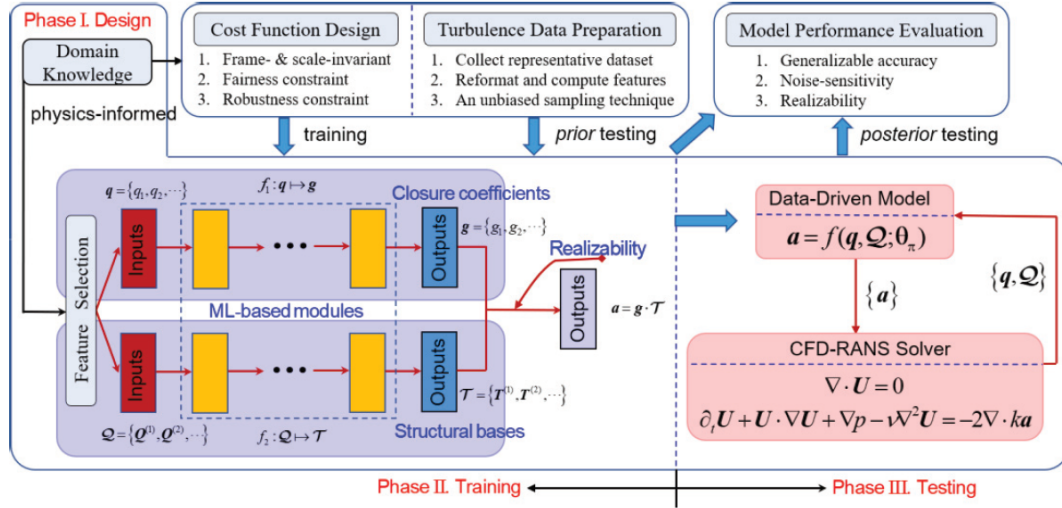 Phase I. Design
Domain
Knowledge
physics-informed
Cost Function Design
1. Frame- & scale-invariant
2. Fairness constraint
3. Robustness constraint
Turbulence Data Preparation
1. Collect representative dataset
2. Reformat and compute features
3. An unbiased sampling technique
Model Performance Evaluation
1. Generalizable accuracy
2. Noise-sensitivity
3. Realizability
training
prior testing
posterior testing
q = {q₁, q₂, ···}
f₁ : q ↦ g
Closure coefficients
g = {g₁, g₂, ···}
Inputs
Outputs
Realizability
Feature Selection
ML-based modules
Outputs
a = g · 𝒯
Inputs
Outputs
𝒯 = {T⁽¹⁾, T⁽²⁾, ···}
𝒬 = {Q⁽¹⁾, Q⁽²⁾, ···}
f₂ : 𝒬 ↦ 𝒯
Structural bases
Data-Driven Model
a = f(q, 𝒬; θ_π)
{a}
{q, 𝒬}
CFD-RANS Solver
∇ · U = 0
∂ₜU + U · ∇U + ∇p − ν∇²U = −2∇ · ka
Phase II. Training
Phase III. Testing